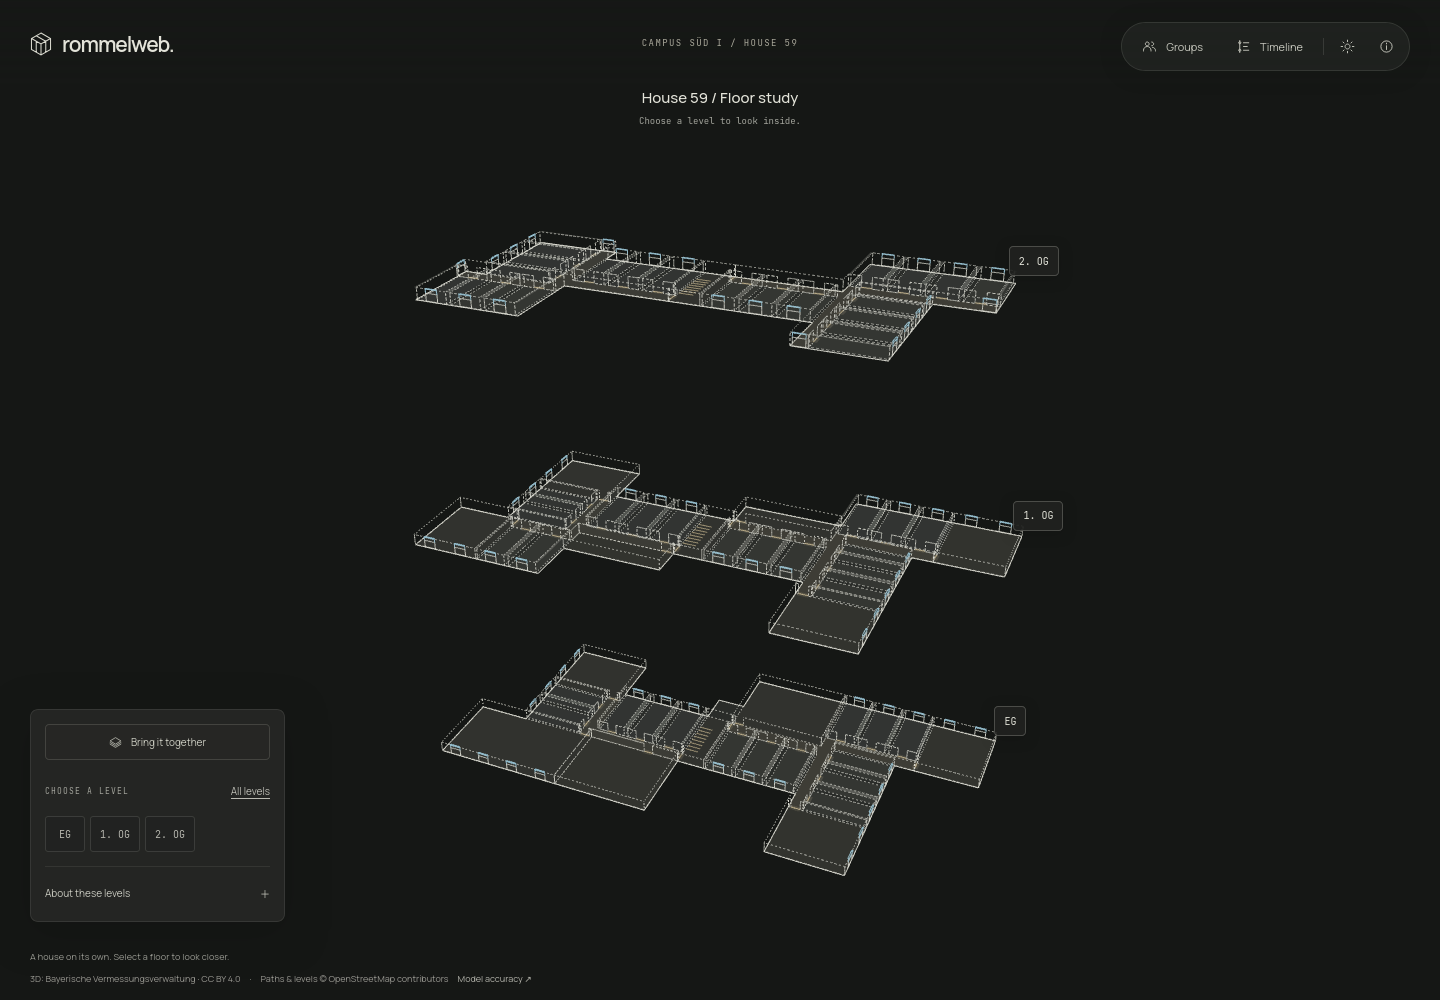 rommelweb.
CAMPUS SÜD I / HOUSE 59
Groups
Timeline
House 59 / Floor study
Choose a level to look inside.
2. OG
1. OG
EG
Bring it together
CHOOSE A LEVEL
All levels
EG
1. OG
2. OG
About these levels
+
A house on its own. Select a floor to look closer.
3D: Bayerische Vermessungsverwaltung · CC BY 4.0 · Paths & levels © OpenStreetMap contributors Model accuracy ↗